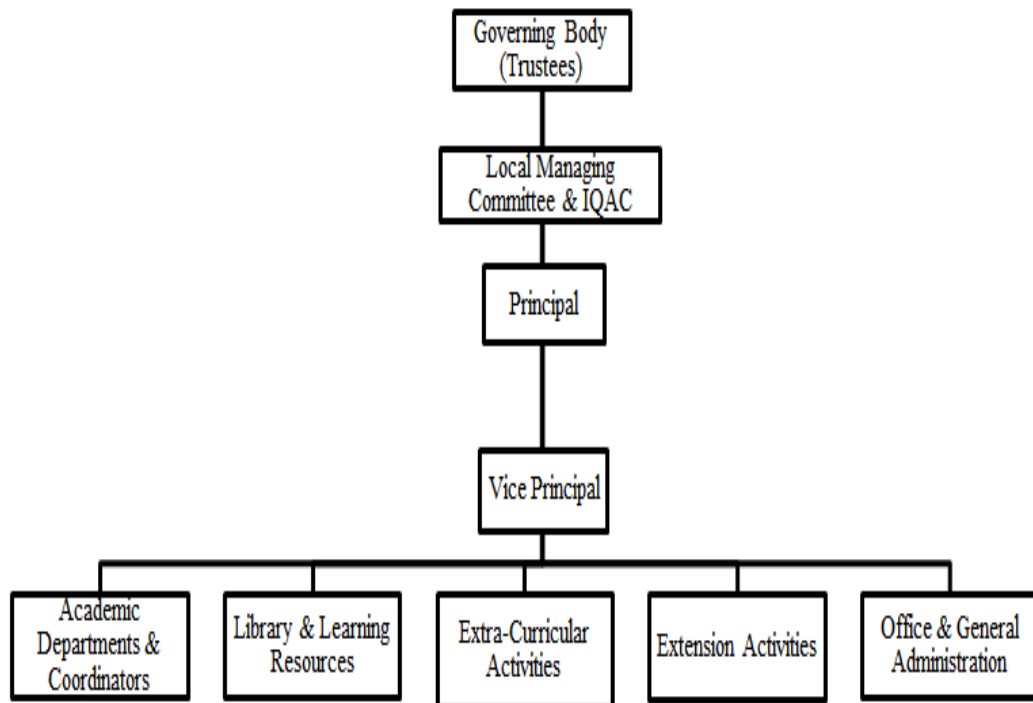 Governing Body
(Trustees)
Local Managing
Committee & IQAC
Principal
Vice Principal
Academic
Departments &
Coordinators
Library & Learning
Resources
Extra-Curricular
Activities
Extension Activities
Office & General
Administration